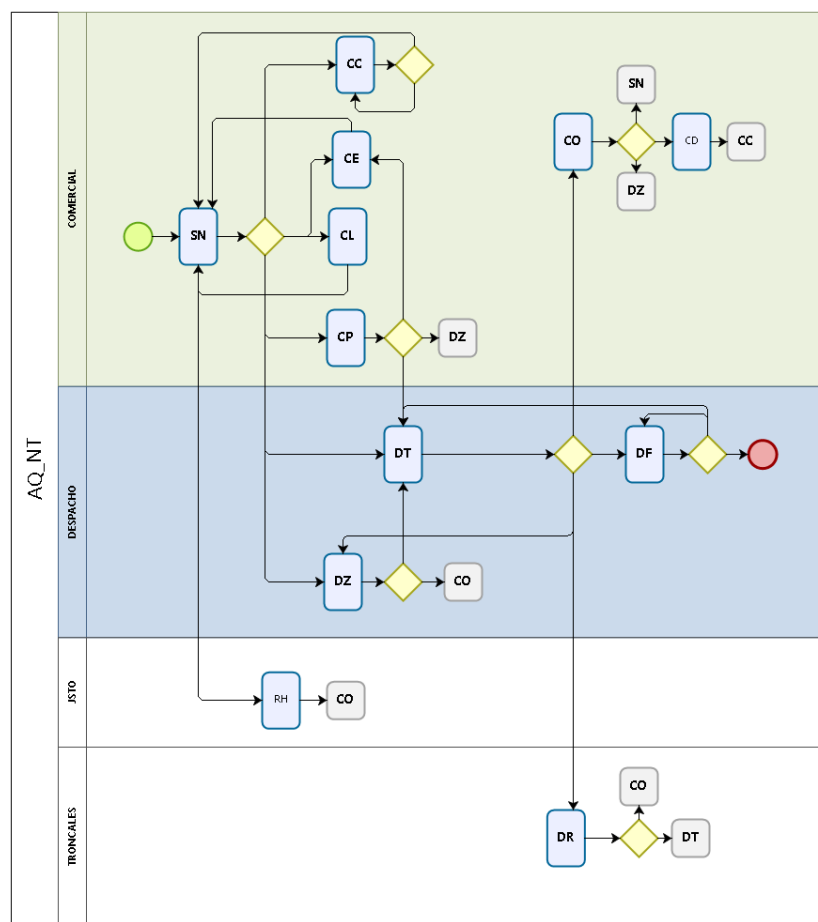 AQ_NT
COMERCIAL
CC
SN
CO
CD
CC
CE
DZ
SN
CL
CP
DZ
DESPACHO
DT
DF
DZ
CO
JSTO
RH
CO
TRONCALES
CO
DR
DT